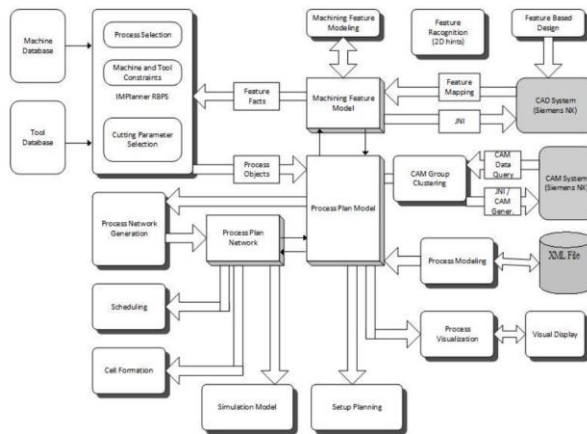 Machine
Database
Process Selection
Machine and Tool
Constraints
IMPlanner RBPS
Cutting Parameter
Selection
Tool
Database
Machining Feature
Modeling
Feature
Recognition
(2D hints)
Feature Based
Design
Feature
Facts
Machining Feature
Model
Feature
Mapping
JNI
CAD System
(Siemens NX)
Process
Objects
CAM Group
Clustering
CAM
Data
Query
JNI /
CAM
Gener.
CAM System
(Siemens NX)
Process Network
Generation
Process Plan
Network
Process Plan Model
Process Modeling
XML File
Scheduling
Process
Visualization
Visual Display
Cell Formation
Simulation Model
Setup Planning